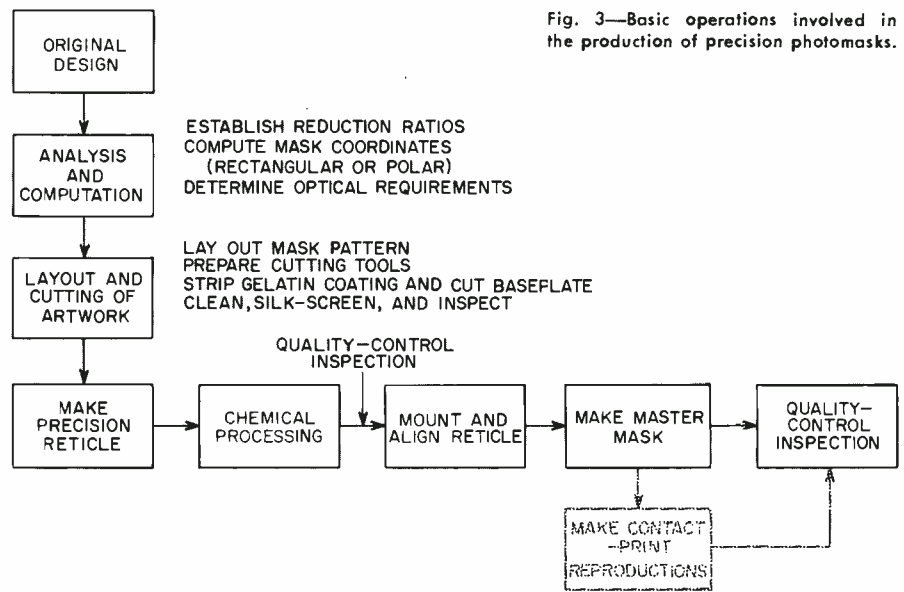 Fig. 3—Basic operations involved in
the production of precision photomasks.
ORIGINAL
DESIGN
ANALYSIS
AND
COMPUTATION
ESTABLISH REDUCTION RATIOS
COMPUTE MASK COORDINATES
(RECTANGULAR OR POLAR)
DETERMINE OPTICAL REQUIREMENTS
LAYOUT AND
CUTTING OF
ARTWORK
LAY OUT MASK PATTERN
PREPARE CUTTING TOOLS
STRIP GELATIN COATING AND CUT BASEPLATE
CLEAN, SILK-SCREEN, AND INSPECT
QUALITY-CONTROL
INSPECTION
MAKE
PRECISION
RETICLE
CHEMICAL
PROCESSING
MOUNT AND
ALIGN RETICLE
MAKE MASTER
MASK
QUALITY-
CONTROL
INSPECTION
MAKE CONTACT
-PRINT
REPRODUCTIONS